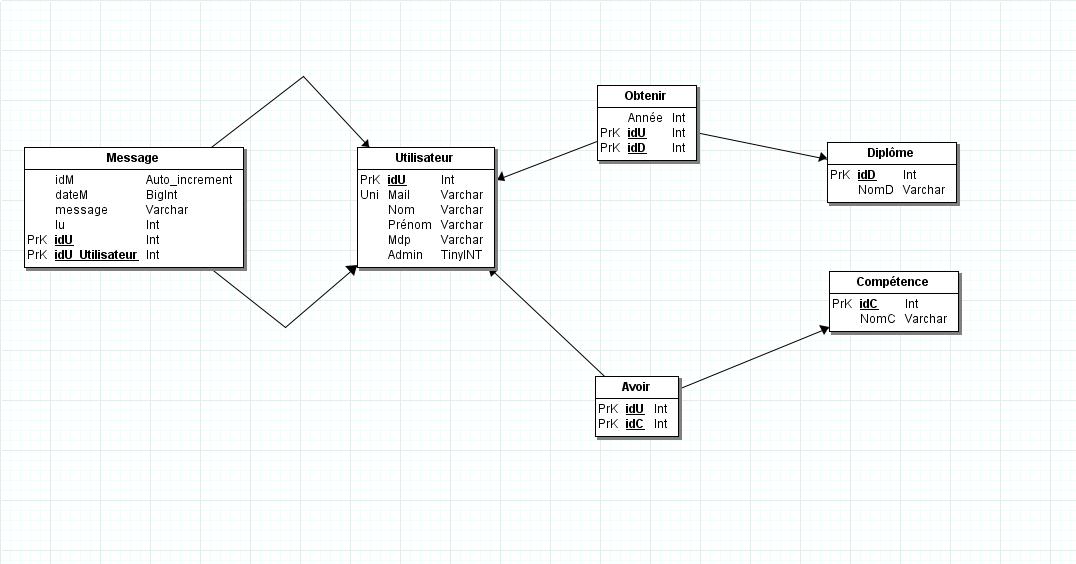 Message
idM Auto_increment
dateM BigInt
message Varchar
lu Int
PrK idU Int
PrK idU_Utilisateur Int
Utilisateur
PrK idU Int
Uni Mail Varchar
Nom Varchar
Prénom Varchar
Mdp Varchar
Admin TinyINT
Obtenir
Année Int
PrK idU Int
PrK idD Int
Diplôme
PrK idD Int
NomD Varchar
Compétence
PrK idC Int
NomC Varchar
Avoir
PrK idU Int
PrK idC Int